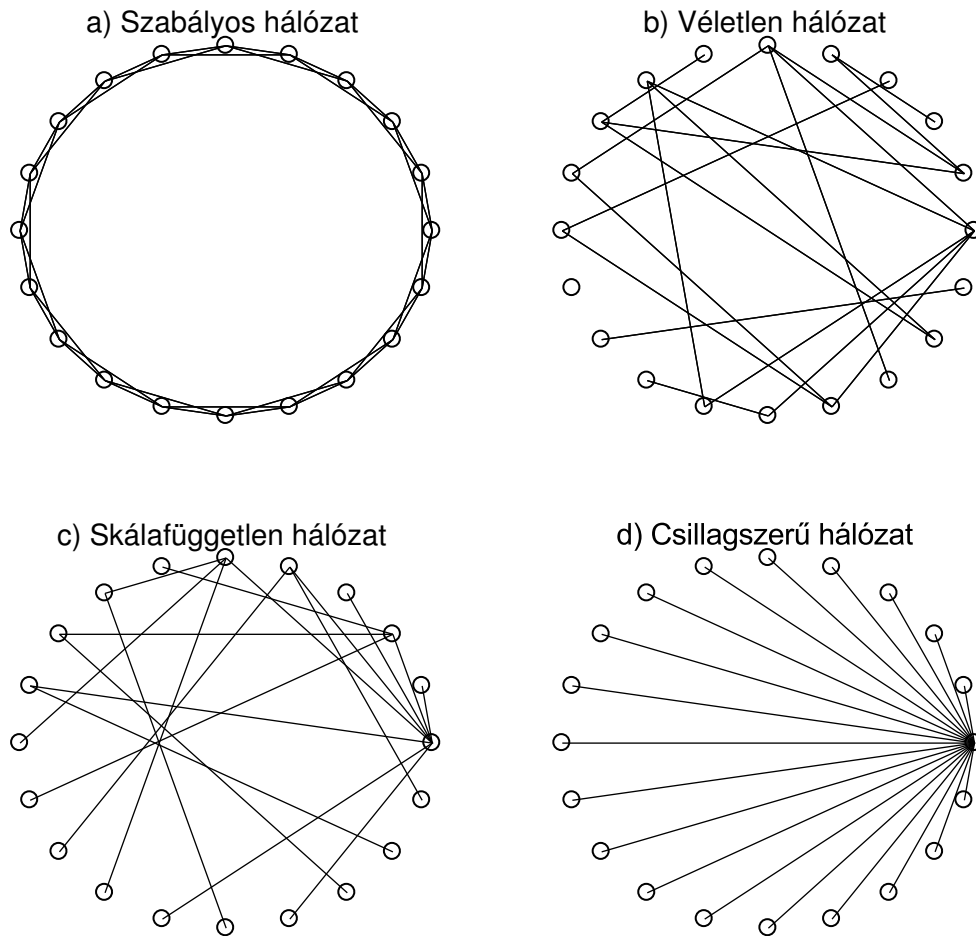 a) Szabályos hálózat
b) Véletlen hálózat
c) Skálafüggetlen hálózat
d) Csillagszerű hálózat